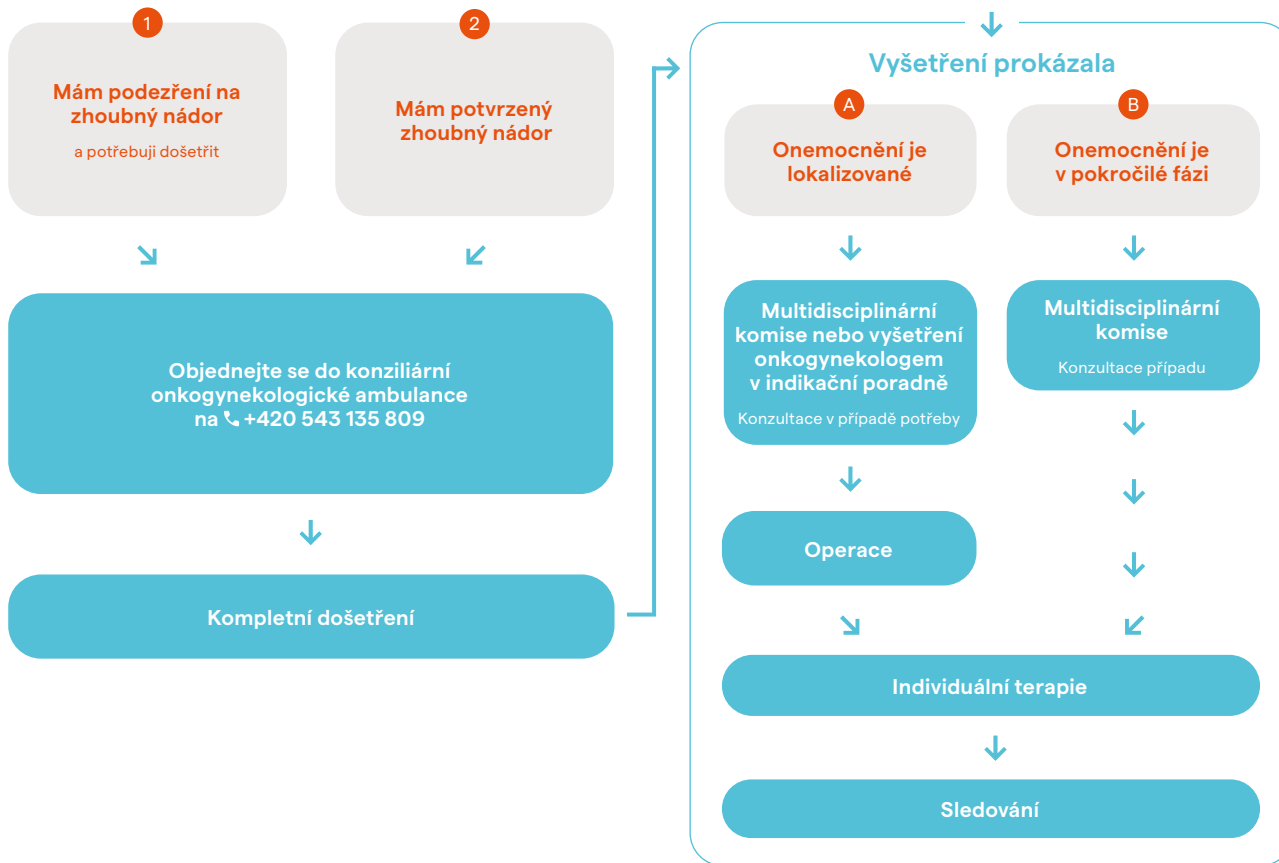 1
Mám podezření na
zhoubný nádor
a potřebuji došetřit
2
Mám potvrzený
zhoubný nádor
Objednejte se do konziliární
onkogynekologické ambulance
na +420 543 135 809
Kompletní došetření
Vyšetření prokázala
A
Onemocnění je
lokalizované
Multidisciplinární
komise nebo vyšetření
onkogynekologem
v indikační poradně
Konzultace v případě potřeby
Operace
B
Onemocnění je
v pokročilé fázi
Multidisciplinární
komise
Konzultace případu
Individuální terapie
Sledování